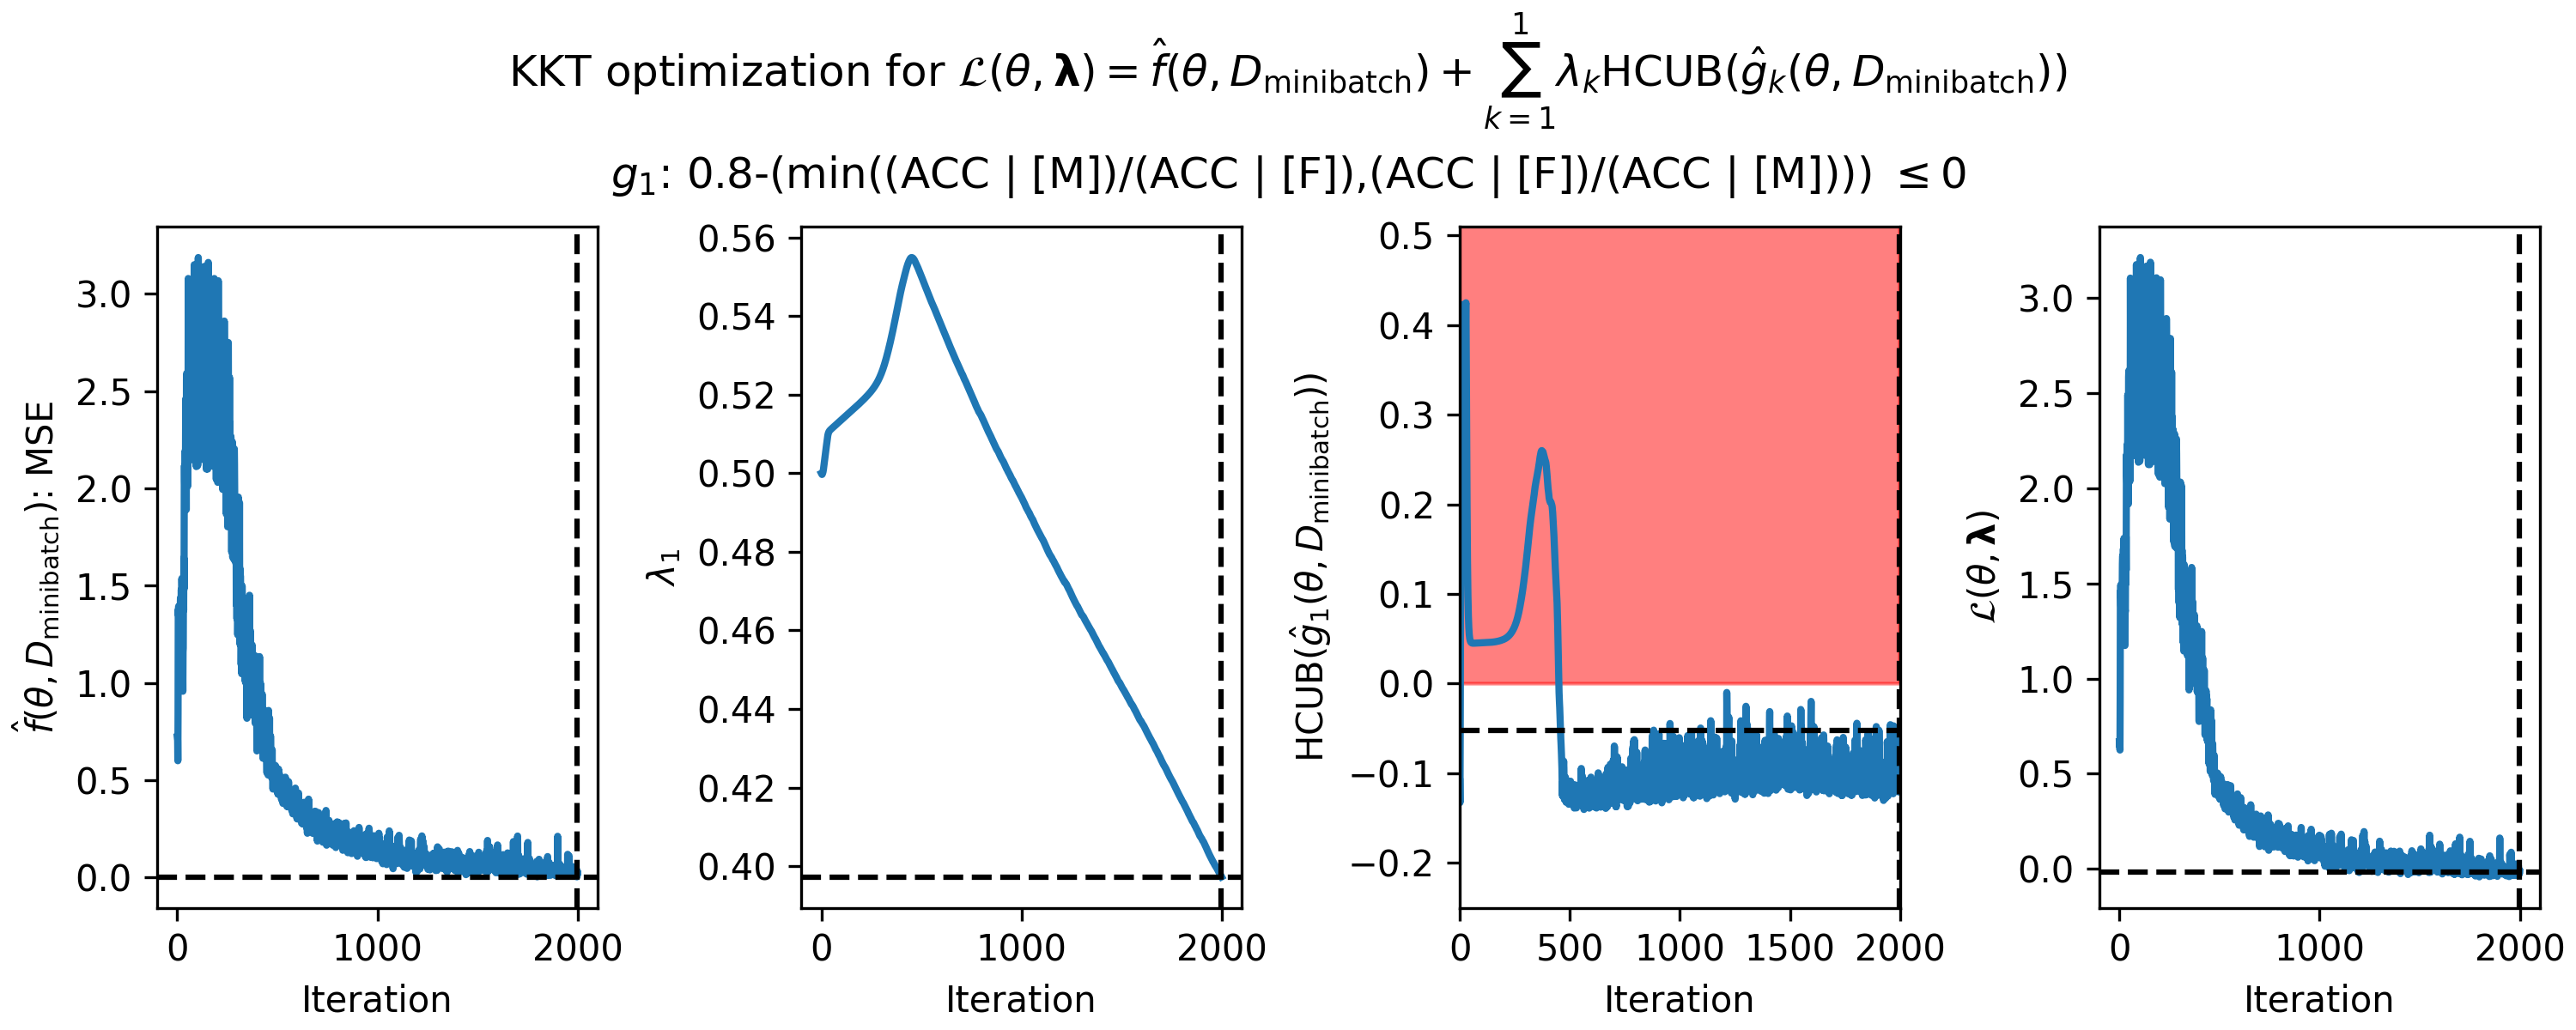 KKT optimization for ℒ(θ, λ) = f̂(θ, D_minibatch) + ∑_{k=1}^{1} λ_k HCUB(ĝ_k(θ, D_minibatch))
g₁: 0.8-(min((ACC | [M])/(ACC | [F]),(ACC | [F])/(ACC | [M]))) ≤ 0
f̂(θ, D_minibatch): MSE
3.0
2.5
2.0
1.5
1.0
0.5
0.0
0 1000 2000
Iteration
λ₁
0.56
0.54
0.52
0.50
0.48
0.46
0.44
0.42
0.40
0 1000 2000
Iteration
HCUB(ĝ₁(θ, D_minibatch))
0.5
0.4
0.3
0.2
0.1
0.0
−0.1
−0.2
0 500 1000 1500 2000
Iteration
ℒ(θ, λ)
3.0
2.5
2.0
1.5
1.0
0.5
0.0
0 1000 2000
Iteration